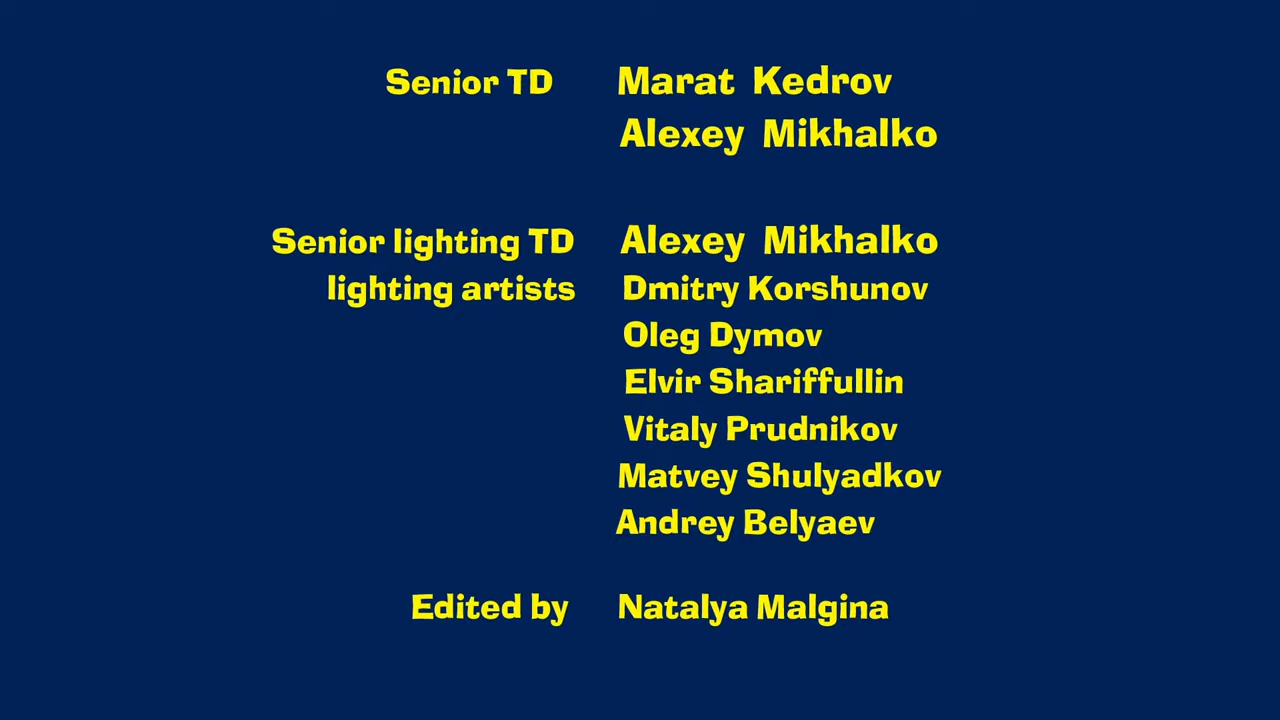 Senior TD Marat Kedrov
Alexey Mikhalko
Senior lighting TD Alexey Mikhalko
lighting artists Dmitry Korshunov
Oleg Dymov
Elvir Shariffullin
Vitaly Prudnikov
Matvey Shulyadkov
Andrey Belyaev
Edited by Natalya Malgina